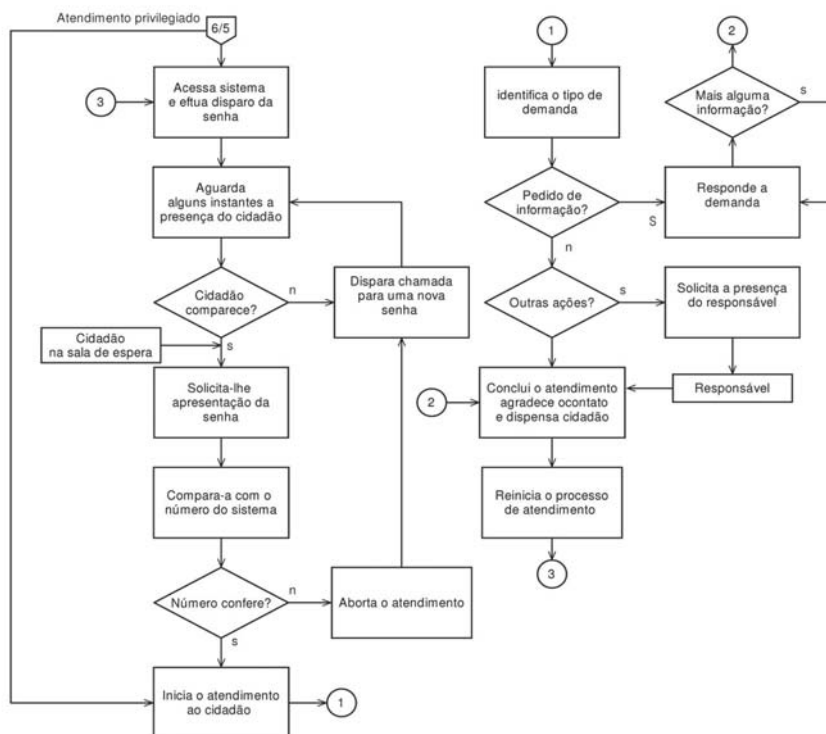 Atendimento privilegiado
6/5
3
Acessa sistema
e eftua disparo da
senha
Aguarda
alguns instantes a
presença do cidadão
Cidadão
comparece?
n
s
Dispara chamada
para uma nova
senha
Cidadão
na sala de espera
Solicita-lhe
apresentação da
senha
Compara-a com o
número do sistema
Número confere?
n
s
Aborta o atendimento
Inicia o atendimento
ao cidadão
1
1
identifica o tipo de
demanda
Pedido de
informação?
S
n
Responde a
demanda
Mais alguma
informação?
s
2
Outras ações?
s
Solicita a presença
do responsável
Responsável
2
Conclui o atendimento
agradece ocontato
e dispensa cidadão
Reinicia o processo
de atendimento
3